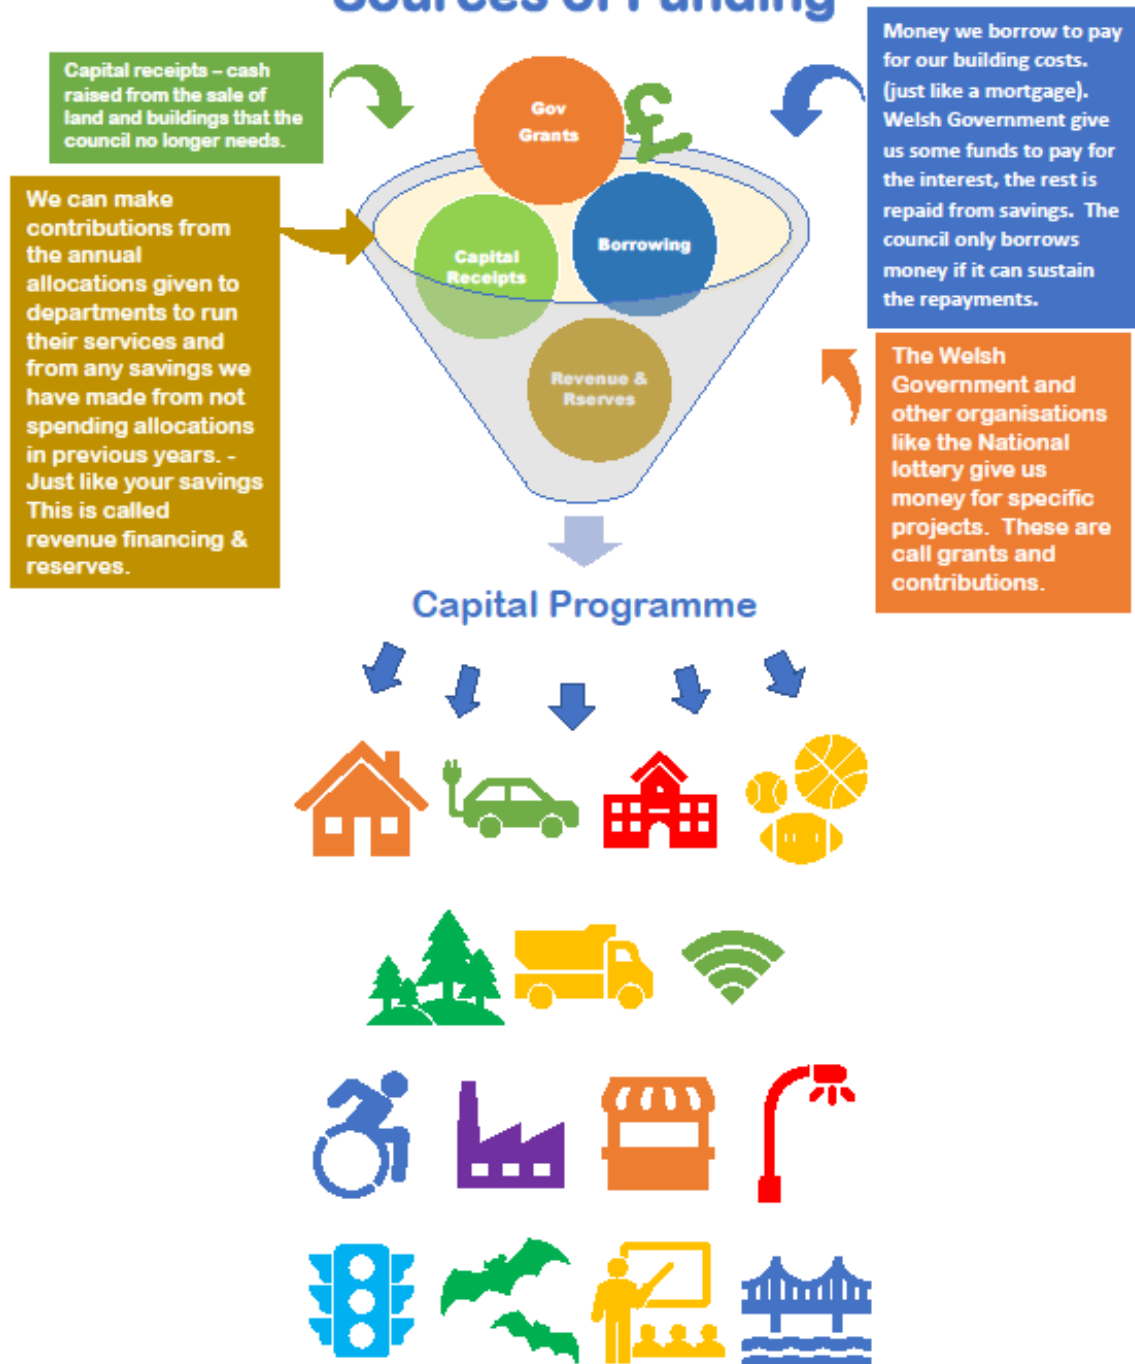 Sources of Funding
Capital receipts – cash
raised from the sale of
land and buildings that the
council no longer needs.
We can make
contributions from
the annual
allocations given to
departments to run
their services and
from any savings we
have made from not
spending allocations
in previous years. -
Just like your savings
This is called
revenue financing &
reserves.
Gov
Grants
£
Capital
Receipts
Borrowing
Revenue &
Rserves
Money we borrow to pay
for our building costs.
(just like a mortgage).
Welsh Government give
us some funds to pay for
the interest, the rest is
repaid from savings. The
council only borrows
money if it can sustain
the repayments.
The Welsh
Government and
other organisations
like the National
lottery give us
money for specific
projects. These are
call grants and
contributions.
Capital Programme